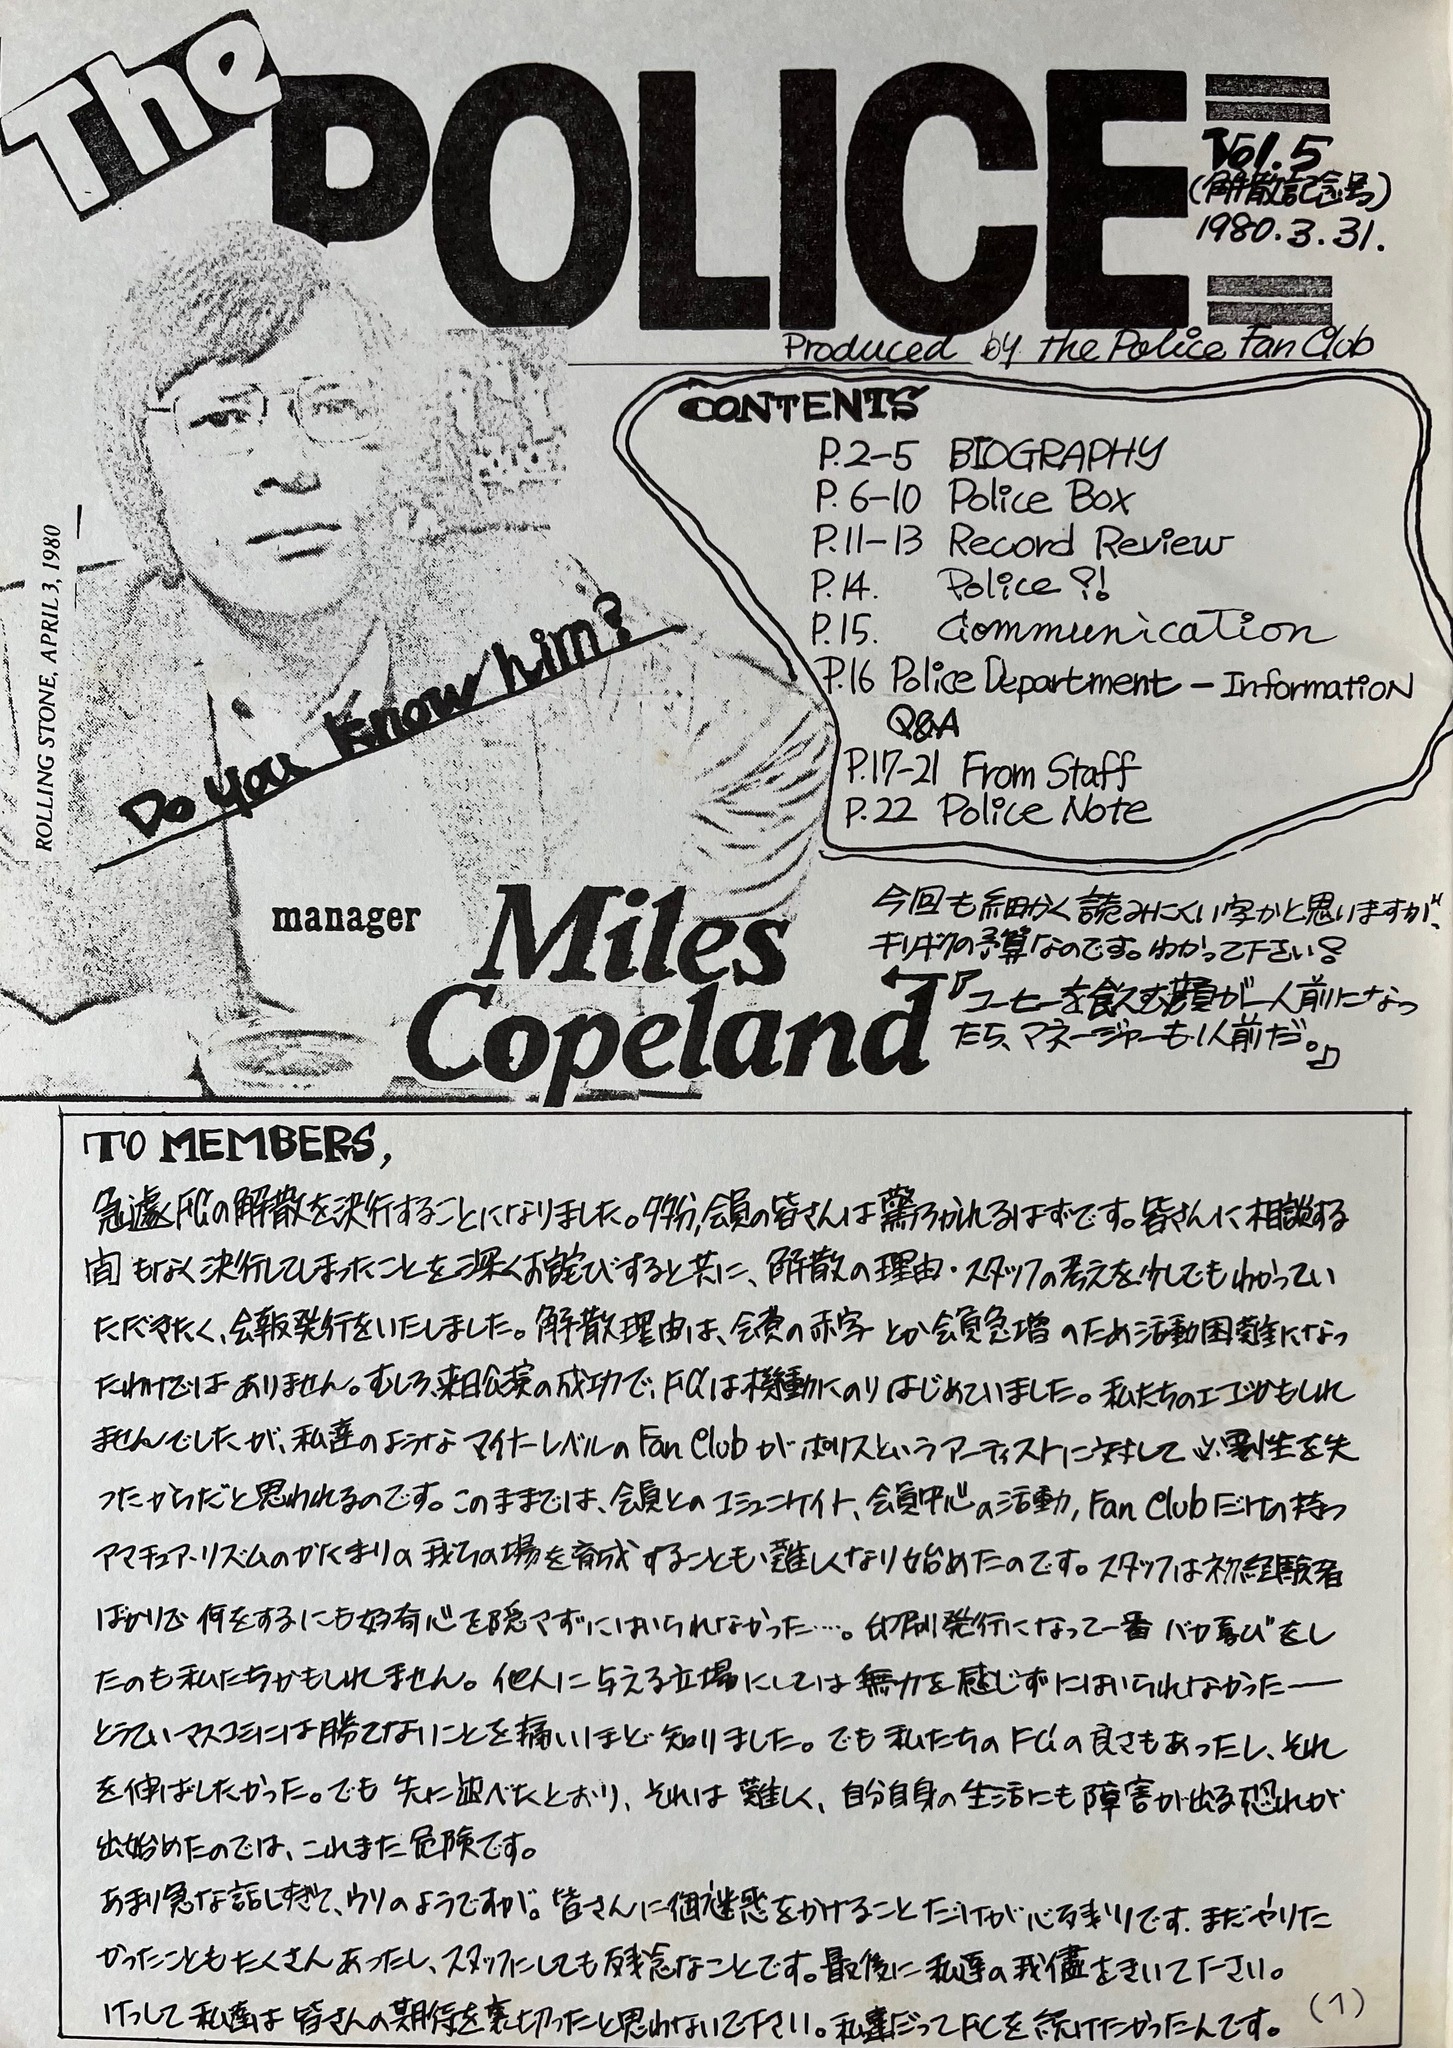 The POLICE
Vol.5
(解散記念号)
1980.3.31.
Produced by the Police Fan Club
CONTENTS
P.2-5 BIOGRAPHY
P.6-10 Police Box
P.11-13 Record Review
P.14. Police ?!
P.15. Communication
P.16 Police Department - Information
Q&A
P.17-21 From Staff
P.22 Police Note
ROLLING STONE, APRIL 3, 1980
Do you know him?
manager
Miles
Copeland
今回も細かく読みにくい字かと思いますが、
ギリギリの予算なのです。わかって下さい?
『コーヒーを飲む顔が一人前になっ
たら、マネージャーも1人前だ。』
TO MEMBERS,
急遽FCの解散を決行することになりました。多分、会員の皆さんは驚ろかれるはずです。皆さんに相談する
間もなく決行してしまったことを深くお詫びすると共に、解散の理由・スタッフの考えを少しでもわかってい
ただきたく、会報発行をいたしました。解散理由は、会費の赤字とか会員急増のため活動困難になっ
たわけではありません。むしろ、来日公演の成功で、FCは機動にのりはじめていました。私たちのエゴかもしれ
ませんでしたが、私達のようなマイナーレベルのFan Clubがポリスというアーティストに対して必要性を失
ったからだと思われるのです。このままでは、会員とのコミュニケイト、会員中心の活動, Fan Clubだけの持つ
アマチュアリズムのかたまりの我らの場を育成することも難しくなり始めたのです。スタッフは初経験者
ばかりで何をするにも好奇心を隠さずにはいられなかった…。印刷発行になって一番バカ喜びをし
たのも私たちかもしれません。他人に与える立場にしては無力を感じずにはいられなかった——
とうていマスコミには勝てないことを痛いほど知りました。でも私たちのFCの良さもあったし、それ
を伸ばしたかった。でも先に述べたとおり、それは難しく、自分自身の生活にも障害が出る恐れが
出始めたのでは、これまた危険です。
あまり急な話しすぎて、ウソのようですが。皆さんに御迷惑をかけることだけが心残りです。まだやりた
かったこともたくさんあったし、スタッフにしても残念なことです。最後に私達の我儘をきいて下さい。
けっして私達は皆さんの期待を裏切ったと思わないで下さい。私達だってFCを続けたかったんです。
(1)